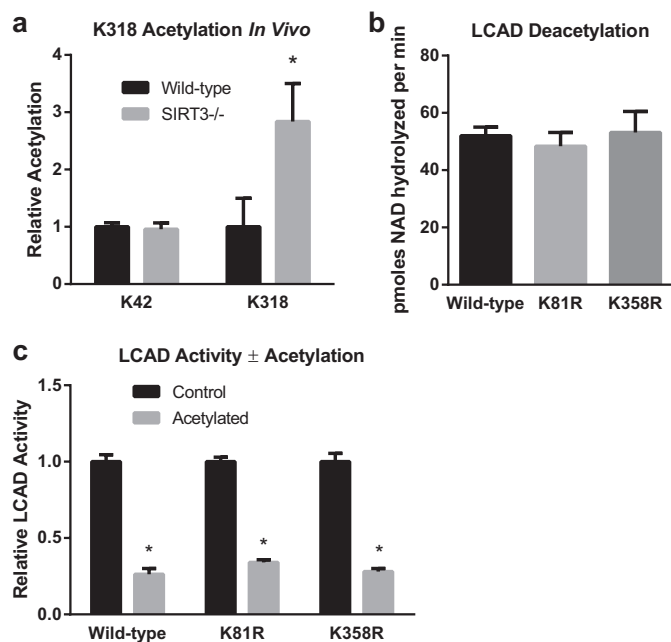 a
K318 Acetylation In Vivo
Relative Acetylation
4
3
2
1
0
Wild-type
SIRT3-/-
*
K42 K318
b
LCAD Deacetylation
pmoles NAD hydrolyzed per min
80
60
40
20
0
Wild-type K81R K358R
c
LCAD Activity ± Acetylation
Relative LCAD Activity
1.5
1.0
0.5
0.0
Control
Acetylated
* * *
Wild-type K81R K358R